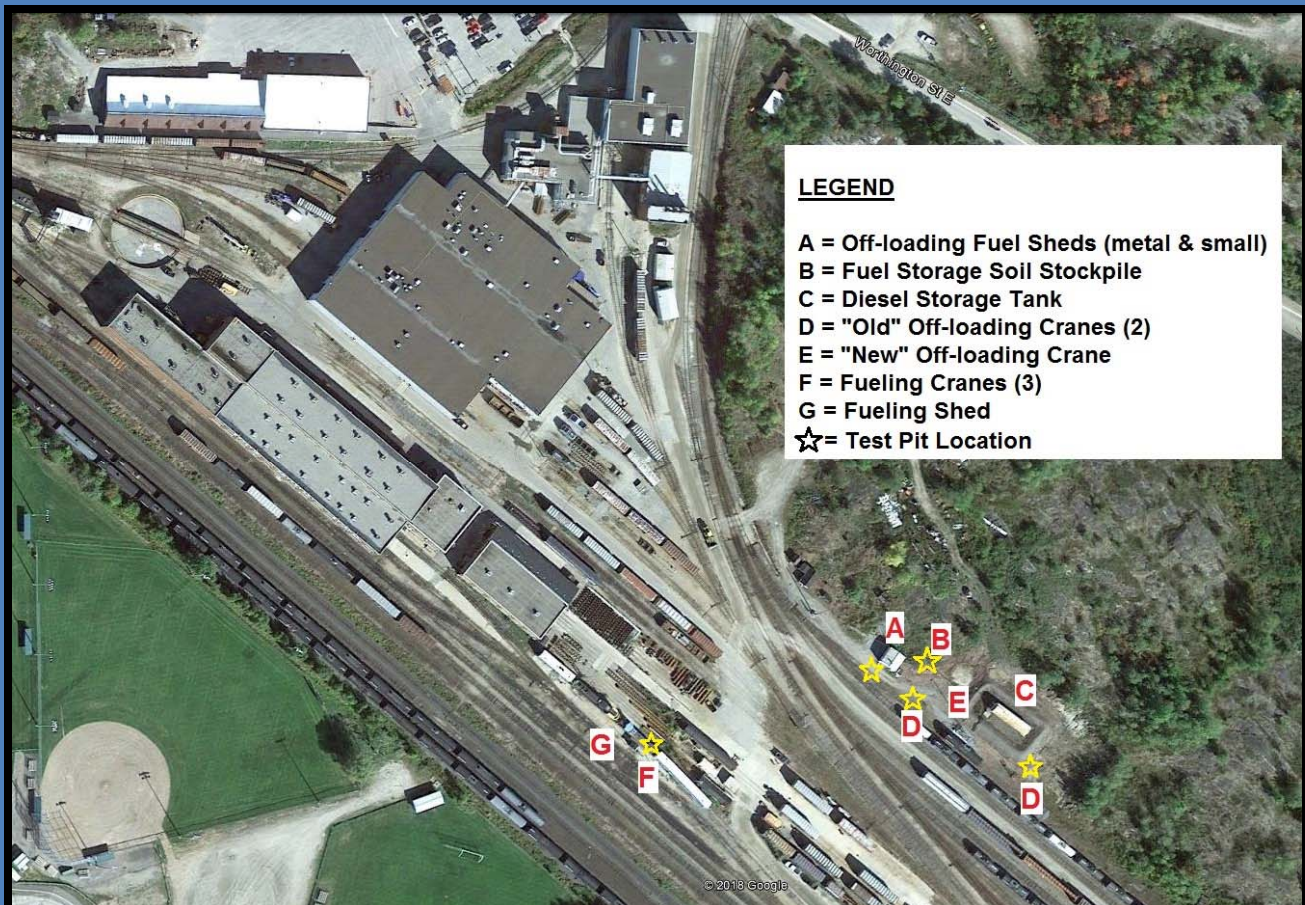 Worthington St E
LEGEND
A = Off-loading Fuel Sheds (metal & small)
B = Fuel Storage Soil Stockpile
C = Diesel Storage Tank
D = "Old" Off-loading Cranes (2)
E = "New" Off-loading Crane
F = Fueling Cranes (3)
G = Fueling Shed
☆= Test Pit Location
A
B
C
E
D
G
F
D
© 2018 Google